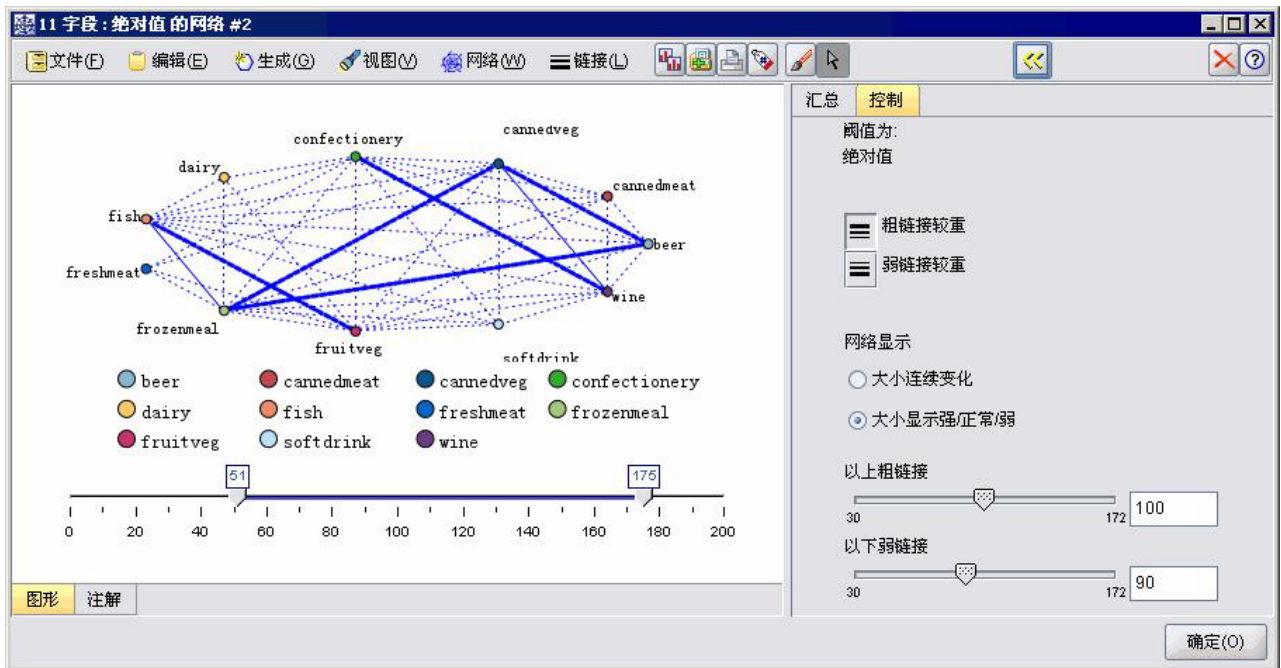 11 字段 : 绝对值 的网络 #2
文件(F) 编辑(E) 生成(G) 视图(V) 网络(W) 链接(L)
汇总 控制
阈值为:
绝对值
粗链接较重
弱链接较重
网络显示
大小连续变化
大小显示强/正常/弱
以上粗链接
30 172 100
以下弱链接
30 172 90
cannedveg
confectionery
dairy
cannedmeat
fish
beer
freshmeat
wine
frozenmeal
fruitveg
softdrink
beer cannedmeat cannedveg confectionery
dairy fish freshmeat frozenmeal
fruitveg softdrink wine
51 175
0 20 40 60 80 100 120 140 160 180 200
图形 注解
确定(O)